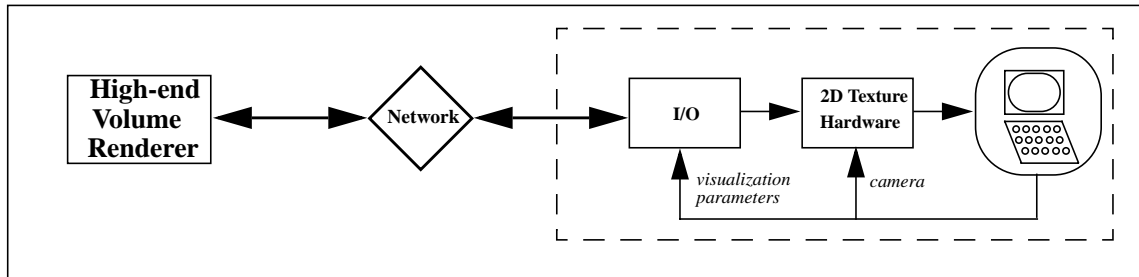 High-end
Volume
Renderer
Network
I/O
2D Texture
Hardware
visualization
parameters
camera